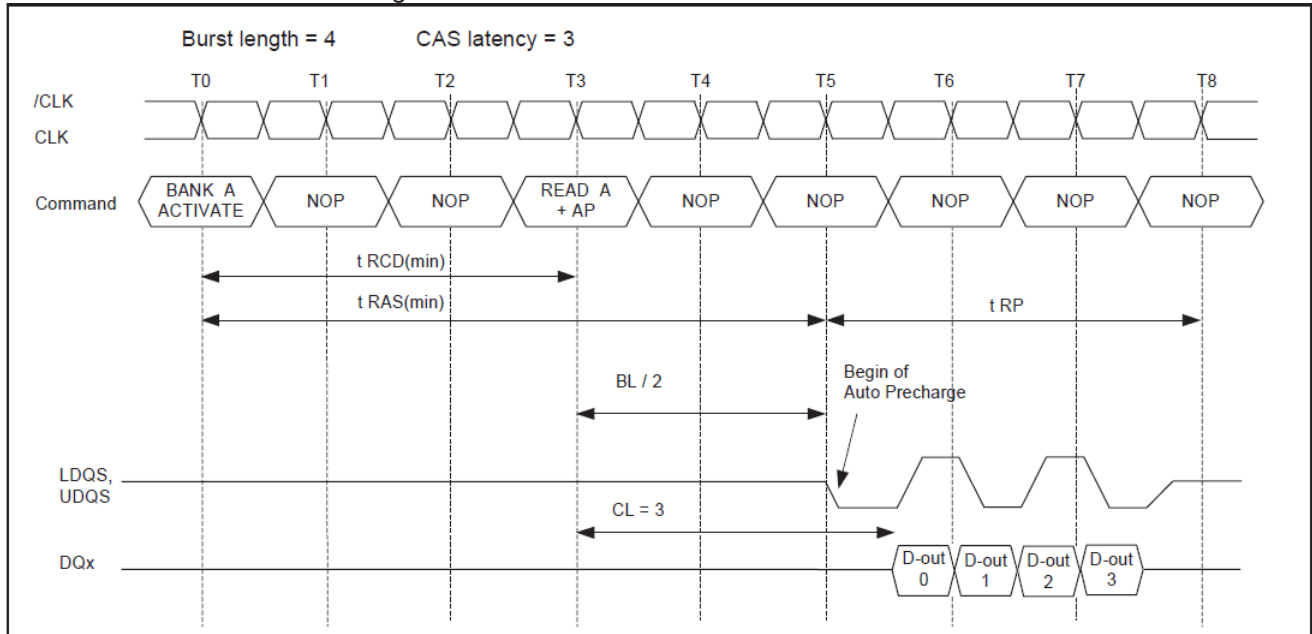 Burst length = 4 CAS latency = 3
T0 T1 T2 T3 T4 T5 T6 T7 T8
/CLK
CLK
Command
BANK A
ACTIVATE
NOP
NOP
READ A
+ AP
NOP
NOP
NOP
NOP
NOP
t RCD(min)
t RAS(min)
t RP
BL / 2
Begin of
Auto Precharge
LDQS,
UDQS
CL = 3
DQx
D-out
0
D-out
1
D-out
2
D-out
3